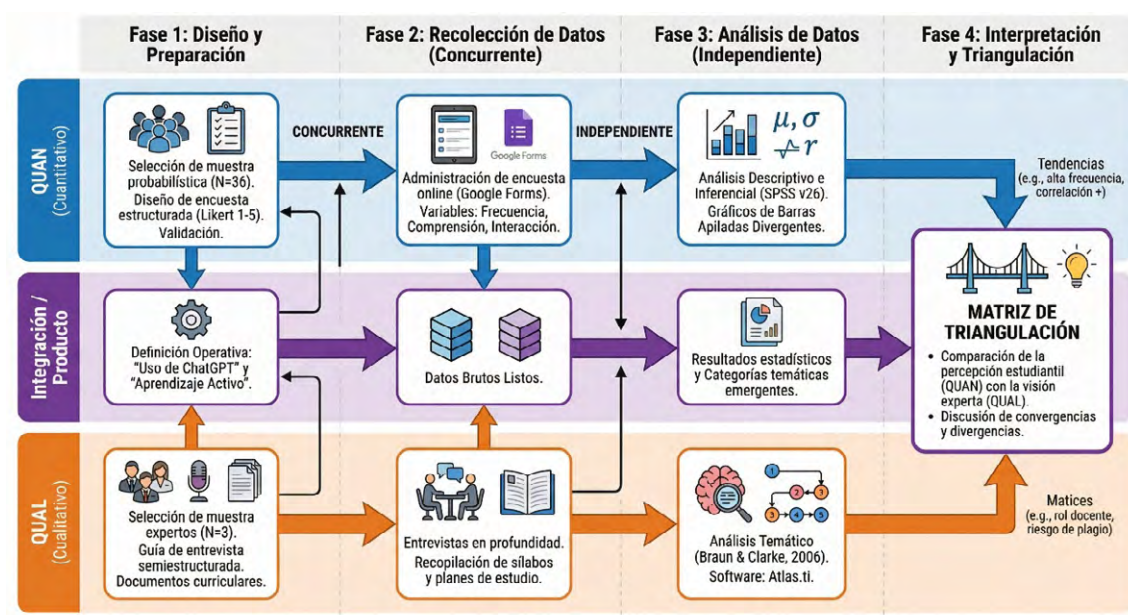 Fase 1: Diseño y
Preparación
Fase 2: Recolección de Datos
(Concurrente)
Fase 3: Análisis de Datos
(Independiente)
Fase 4: Interpretación
y Triangulación
QUAN
(Cuantitativo)
Selección de muestra
probabilística (N=36).
Diseño de encuesta
estructurada (Likert 1-5).
Validación.
CONCURRENTE
Google Forms
Administración de encuesta
online (Google Forms).
Variables: Frecuencia,
Comprensión, Interacción.
INDEPENDIENTE
μ, σ
r
Análisis Descriptivo e
Inferencial (SPSS v26).
Gráficos de Barras
Apiladas Divergentes.
Tendencias
(e.g., alta frecuencia,
correlación +)
Integración /
Producto
Definición Operativa:
"Uso de ChatGPT" y
"Aprendizaje Activo".
Datos Brutos Listos.
Resultados estadísticos
y Categorías temáticas
emergentes.
MATRIZ DE
TRIANGULACIÓN
• Comparación de la
percepción estudiantil
(QUAN) con la visión
experta (QUAL).
• Discusión de convergencias
y divergencias.
QUAL
(Cualitativo)
Selección de muestra
expertos (N=3).
Guía de entrevista
semiestructurada.
Documentos curriculares.
Entrevistas en profundidad.
Recopilación de sílabos
y planes de estudio.
1
2 3
3 4 5
Análisis Temático
(Braun & Clarke, 2006).
Software: Atlas.ti.
Matices
(e.g., rol docente,
riesgo de plagio)